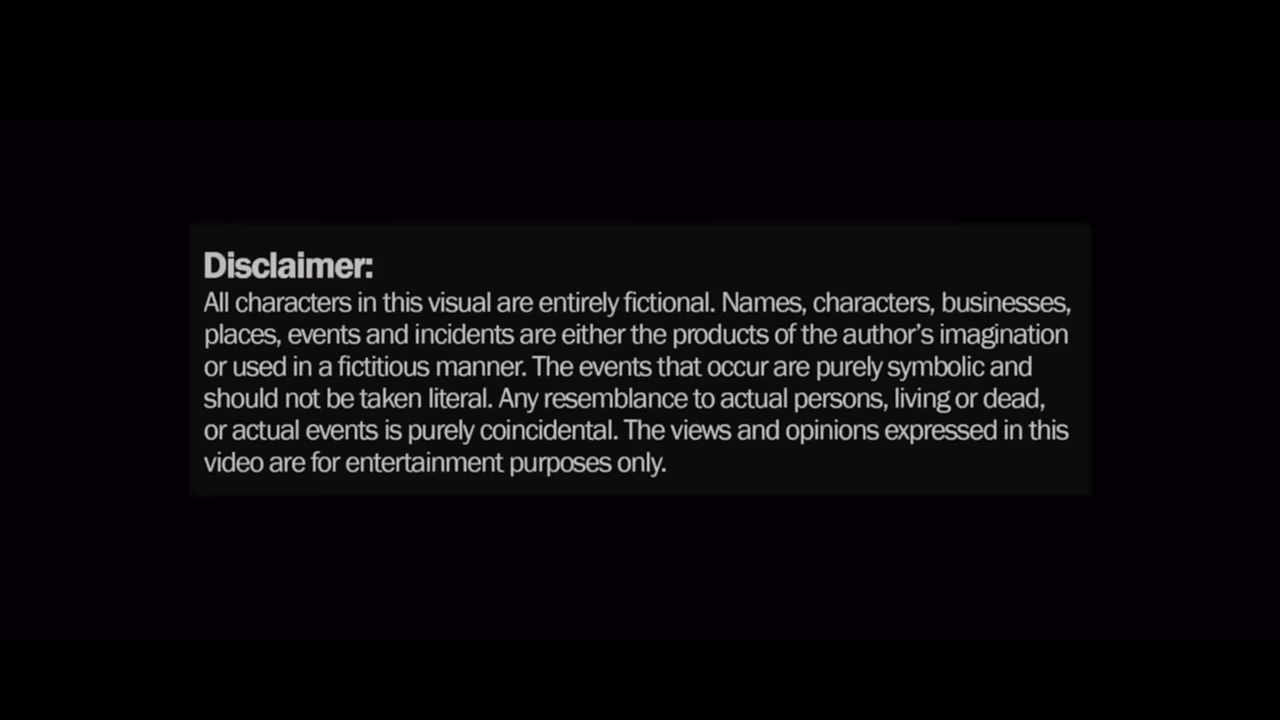 Disclaimer:
All characters in this visual are entirely fictional. Names, characters, businesses,
places, events and incidents are either the products of the author's imagination
or used in a fictitious manner. The events that occur are purely symbolic and
should not be taken literal. Any resemblance to actual persons, living or dead,
or actual events is purely coincidental. The views and opinions expressed in this
video are for entertainment purposes only.